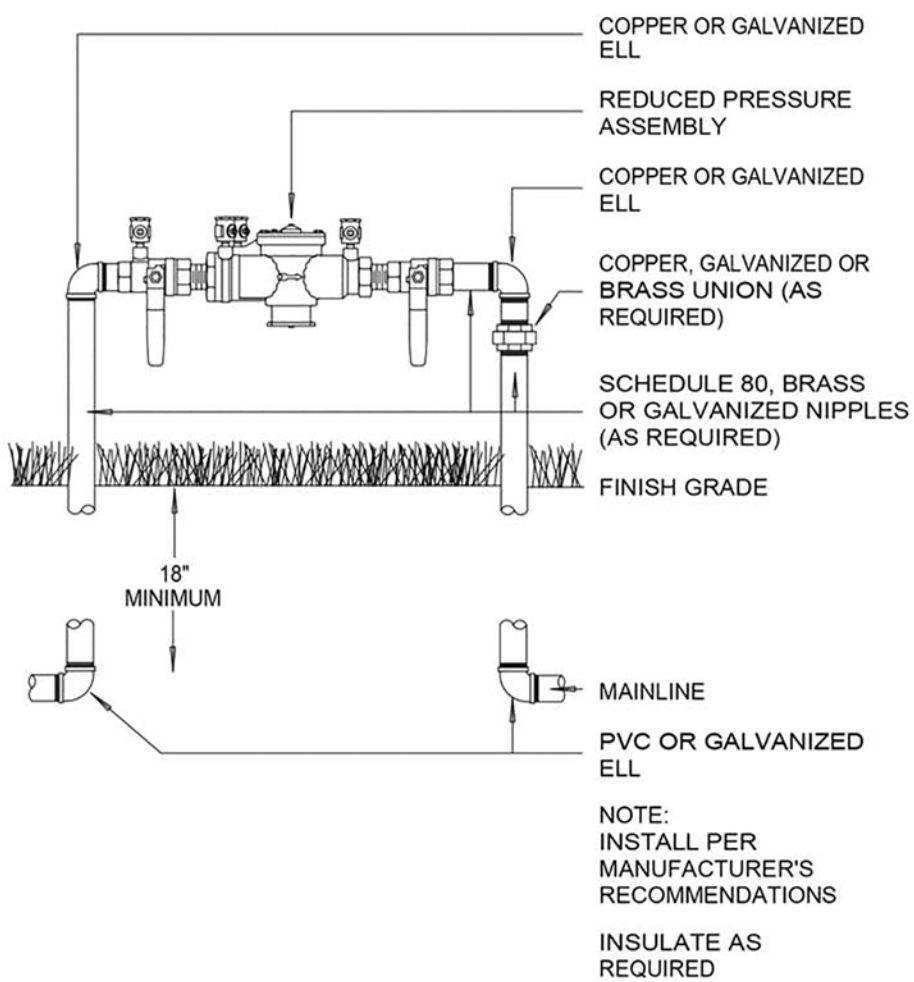 COPPER OR GALVANIZED
ELL
REDUCED PRESSURE
ASSEMBLY
COPPER OR GALVANIZED
ELL
COPPER, GALVANIZED OR
BRASS UNION (AS
REQUIRED)
SCHEDULE 80, BRASS
OR GALVANIZED NIPPLES
(AS REQUIRED)
FINISH GRADE
18"
MINIMUM
MAINLINE
PVC OR GALVANIZED
ELL
NOTE:
INSTALL PER
MANUFACTURER'S
RECOMMENDATIONS
INSULATE AS
REQUIRED